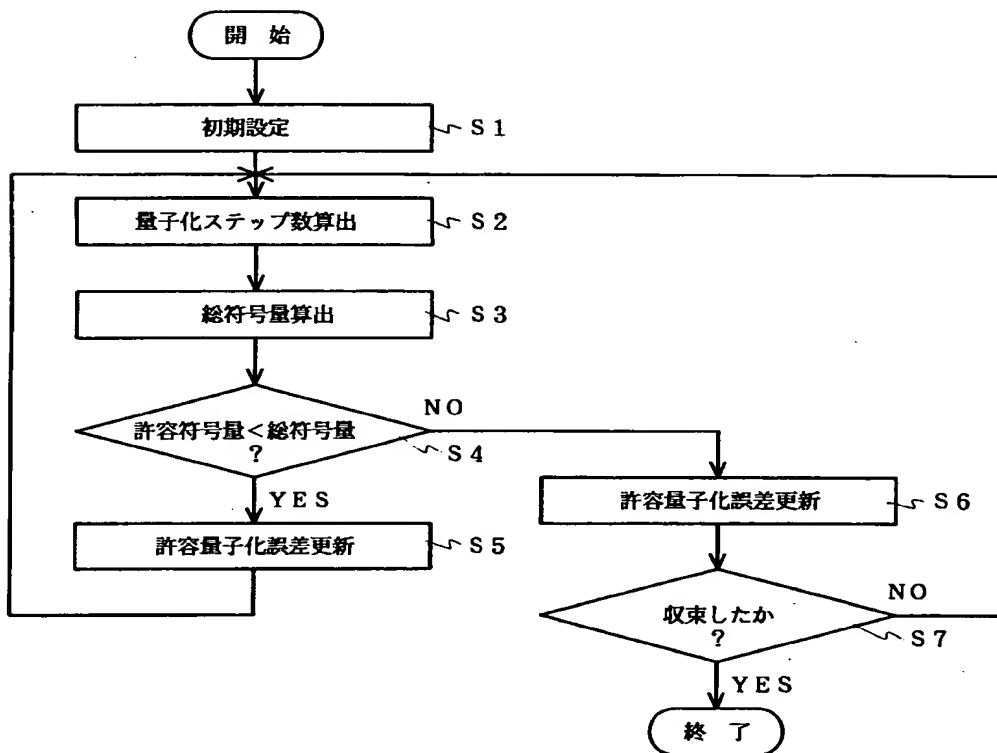 開 始
初期設定
S1
量子化ステップ数算出
S2
総符号量算出
S3
許容符号量<総符号量
?
S4
NO
YES
許容量子化誤差更新
S5
許容量子化誤差更新
S6
収束したか
?
S7
NO
YES
終 了